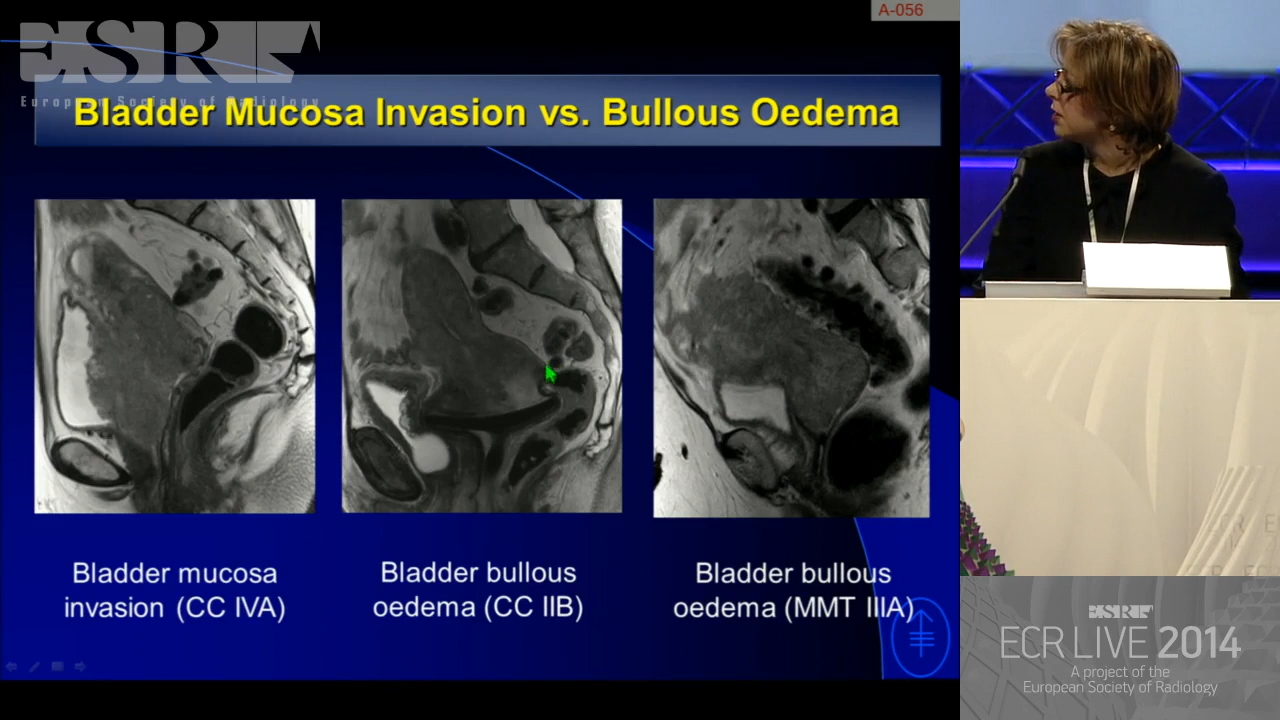 A-056
ESR
European Society of Radiology
Bladder Mucosa Invasion vs. Bullous Oedema
Bladder mucosa
invasion (CC IVA)
Bladder bullous
oedema (CC IIB)
Bladder bullous
oedema (MMT IIIA)
ESR
ECR LIVE 2014
A project of the
European Society of Radiology